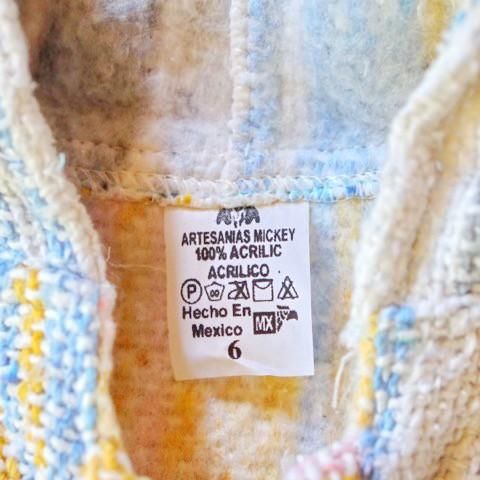 ARTESANIAS MICKEY
100% ACRILIC
ACRILICO
P
Hecho En
Mexico MX
6